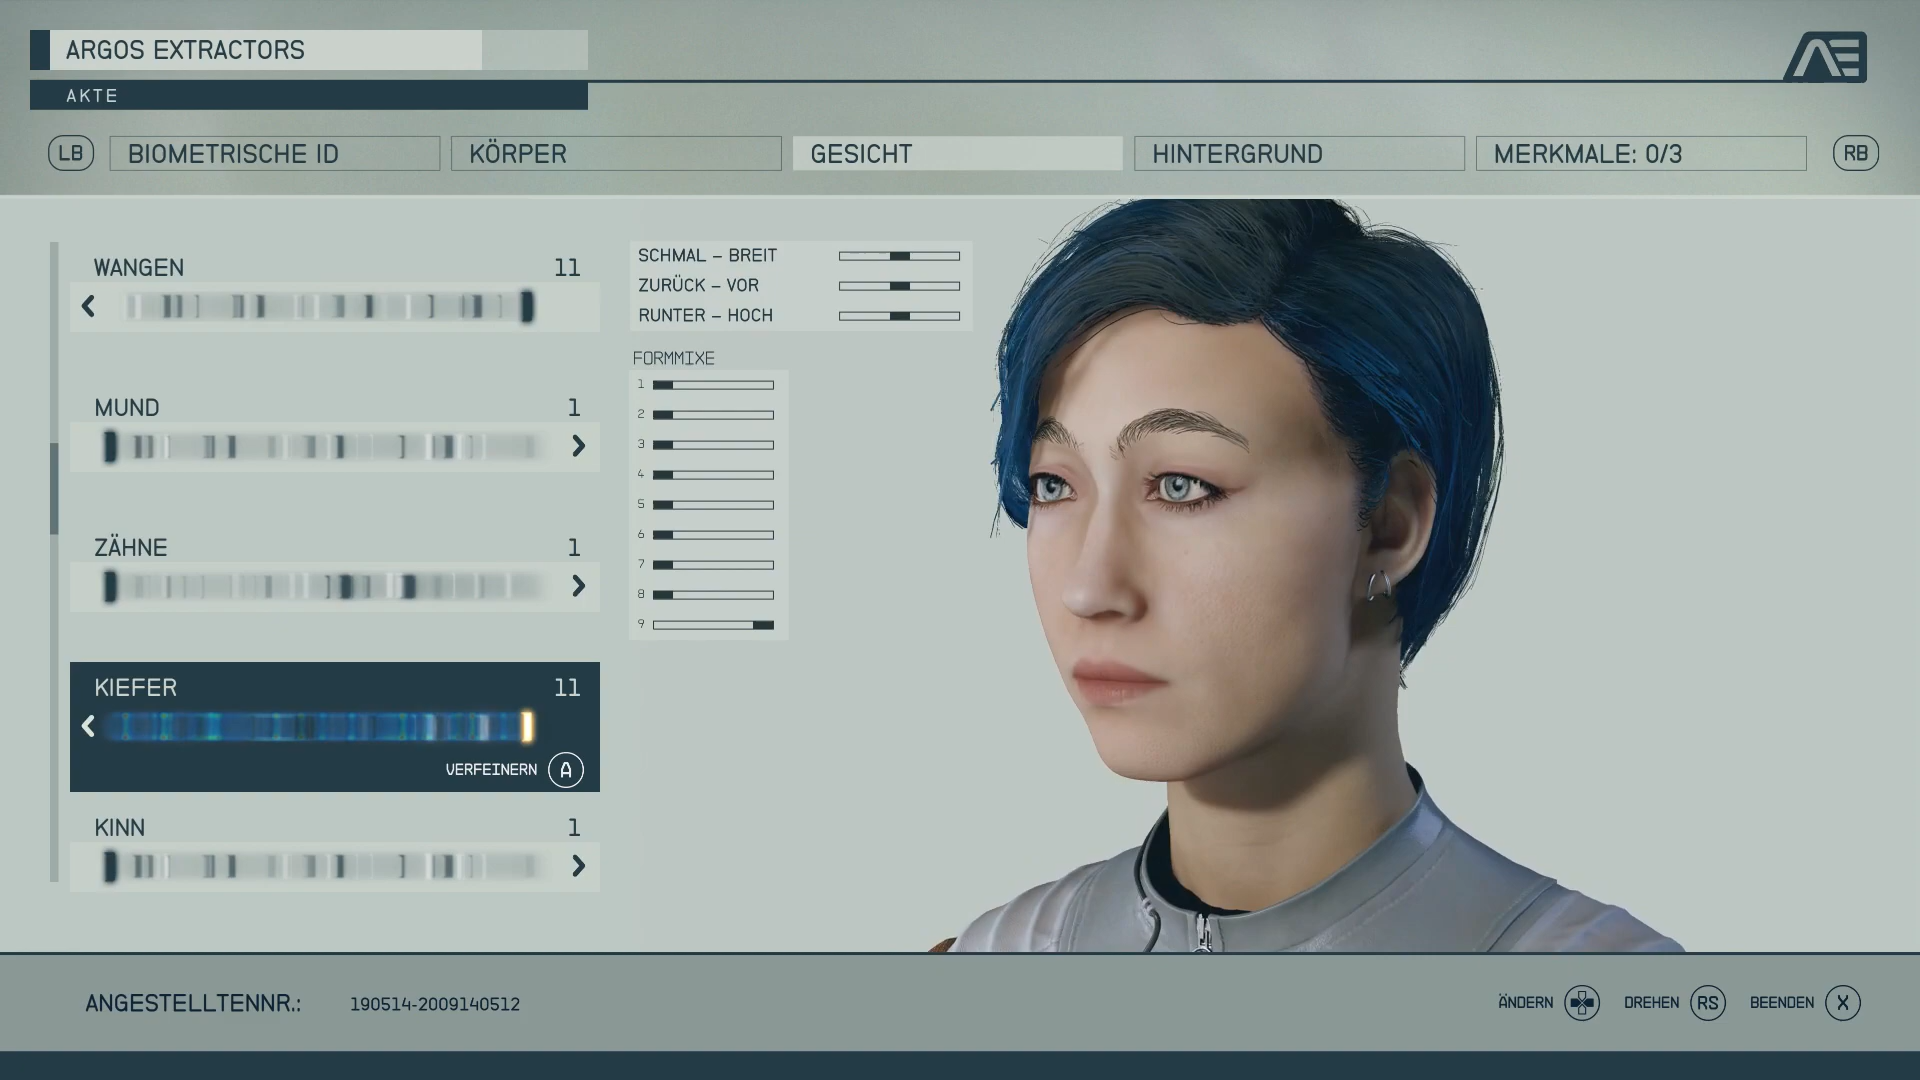 ARGOS EXTRACTORS
AKTE
LB BIOMETRISCHE ID KÖRPER GESICHT HINTERGRUND MERKMALE: 0/3 RB
WANGEN 11
MUND 1
ZÄHNE 1
KIEFER 11
VERFEINERN A
KINN 1
SCHMAL – BREIT
ZURÜCK – VOR
RUNTER – HOCH
FORMMIXE
1
2
3
4
5
6
7
8
9
ANGESTELLTENNR.: 190514-2009140512
ÄNDERN DREHEN RS BEENDEN X